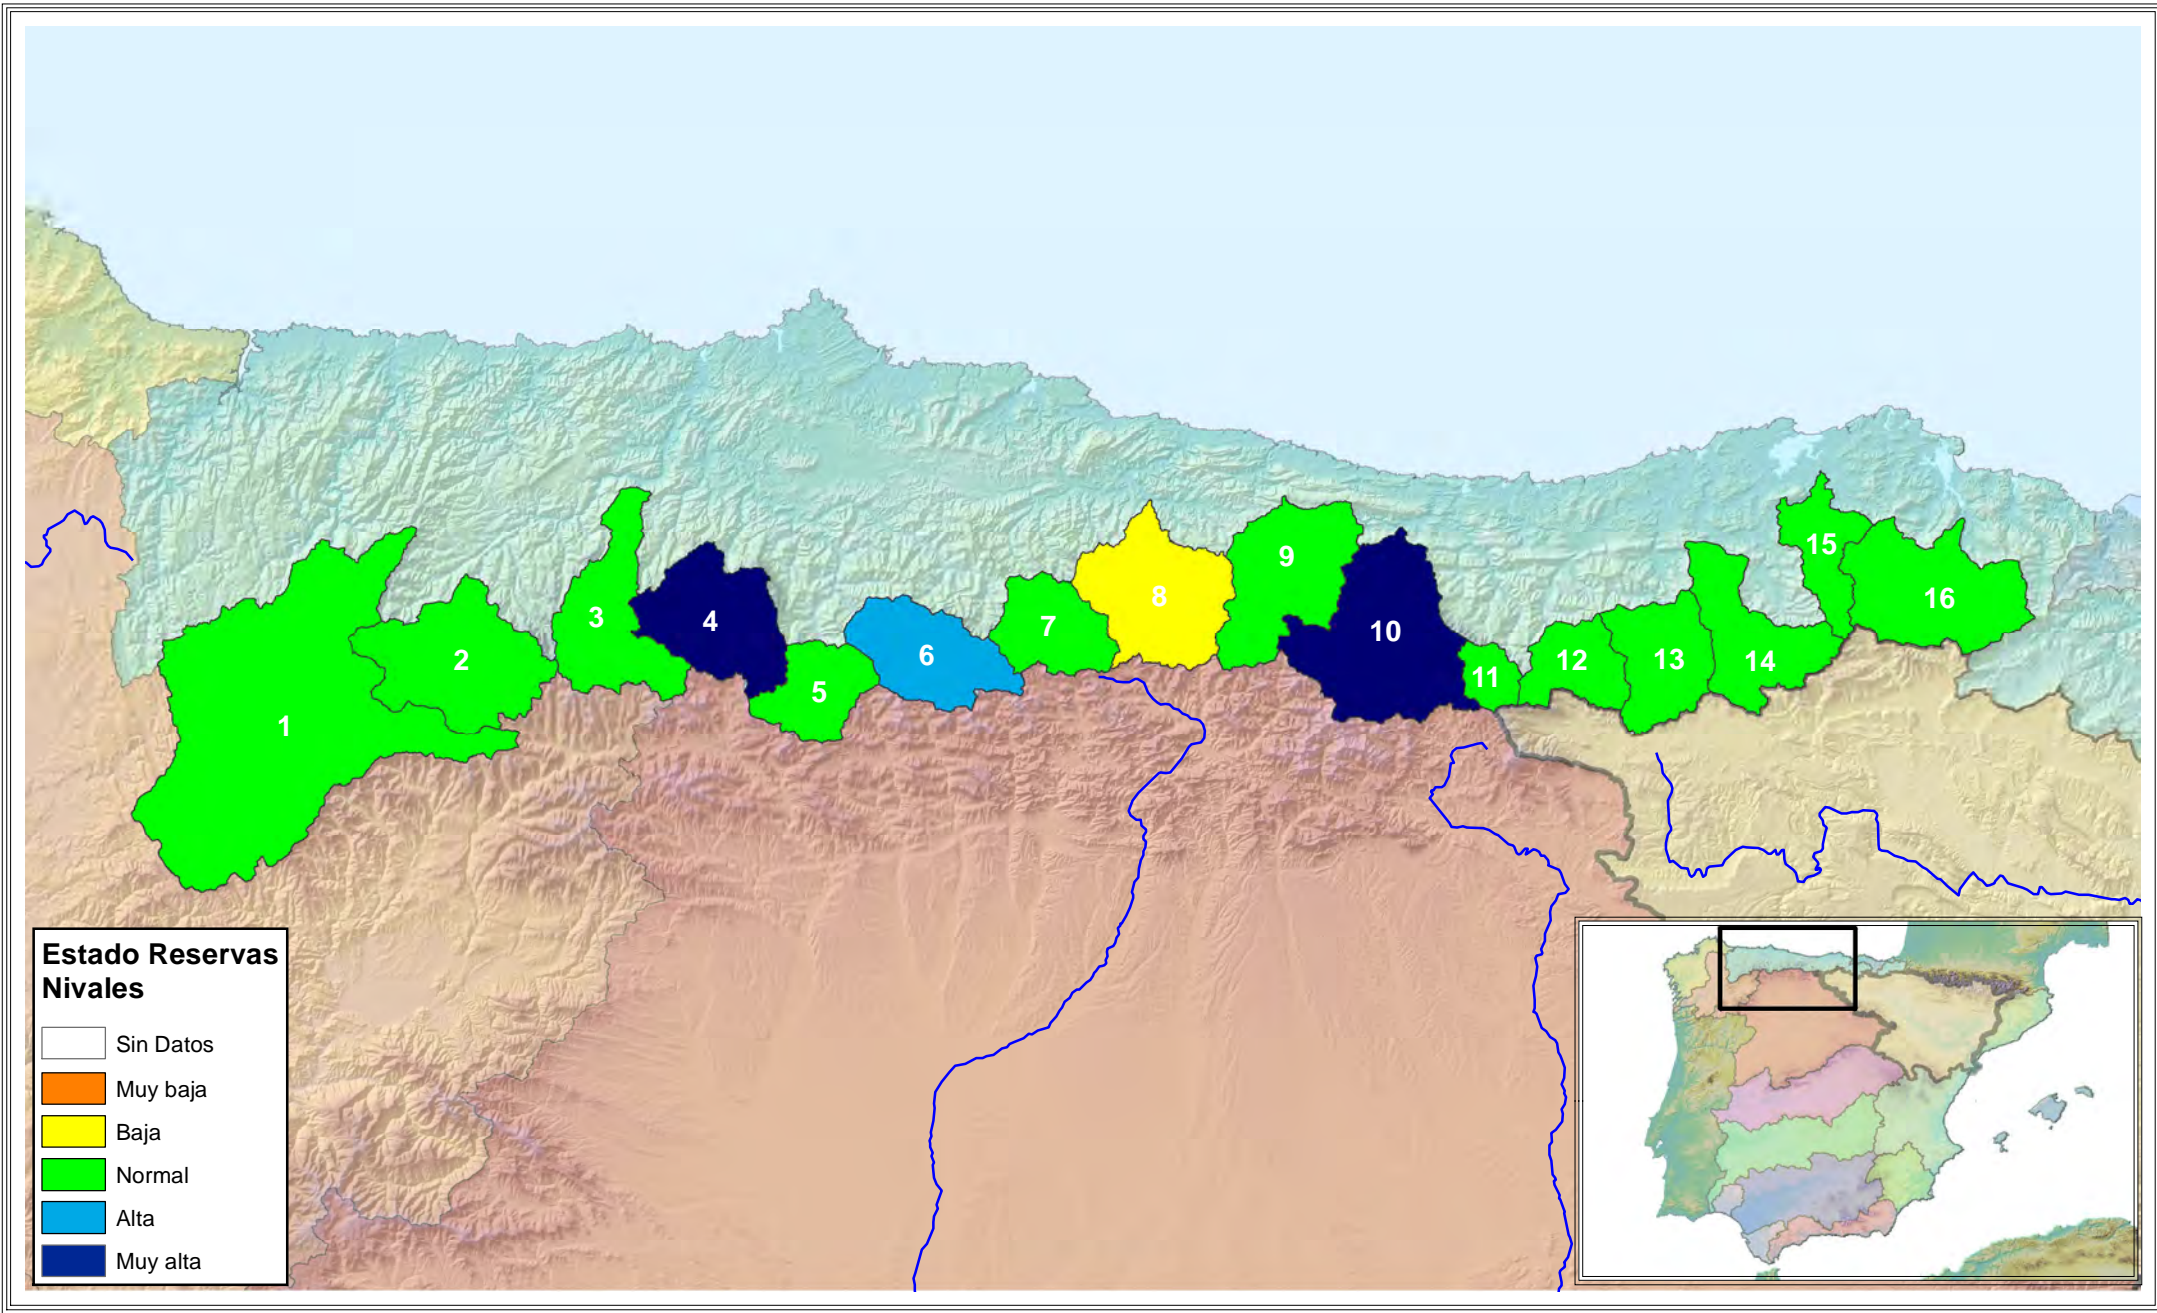 1
2
3
4
5
6
7
8
9
10
11
12
13
14
15
16
Estado Reservas
Nivales
Sin Datos
Muy baja
Baja
Normal
Alta
Muy alta